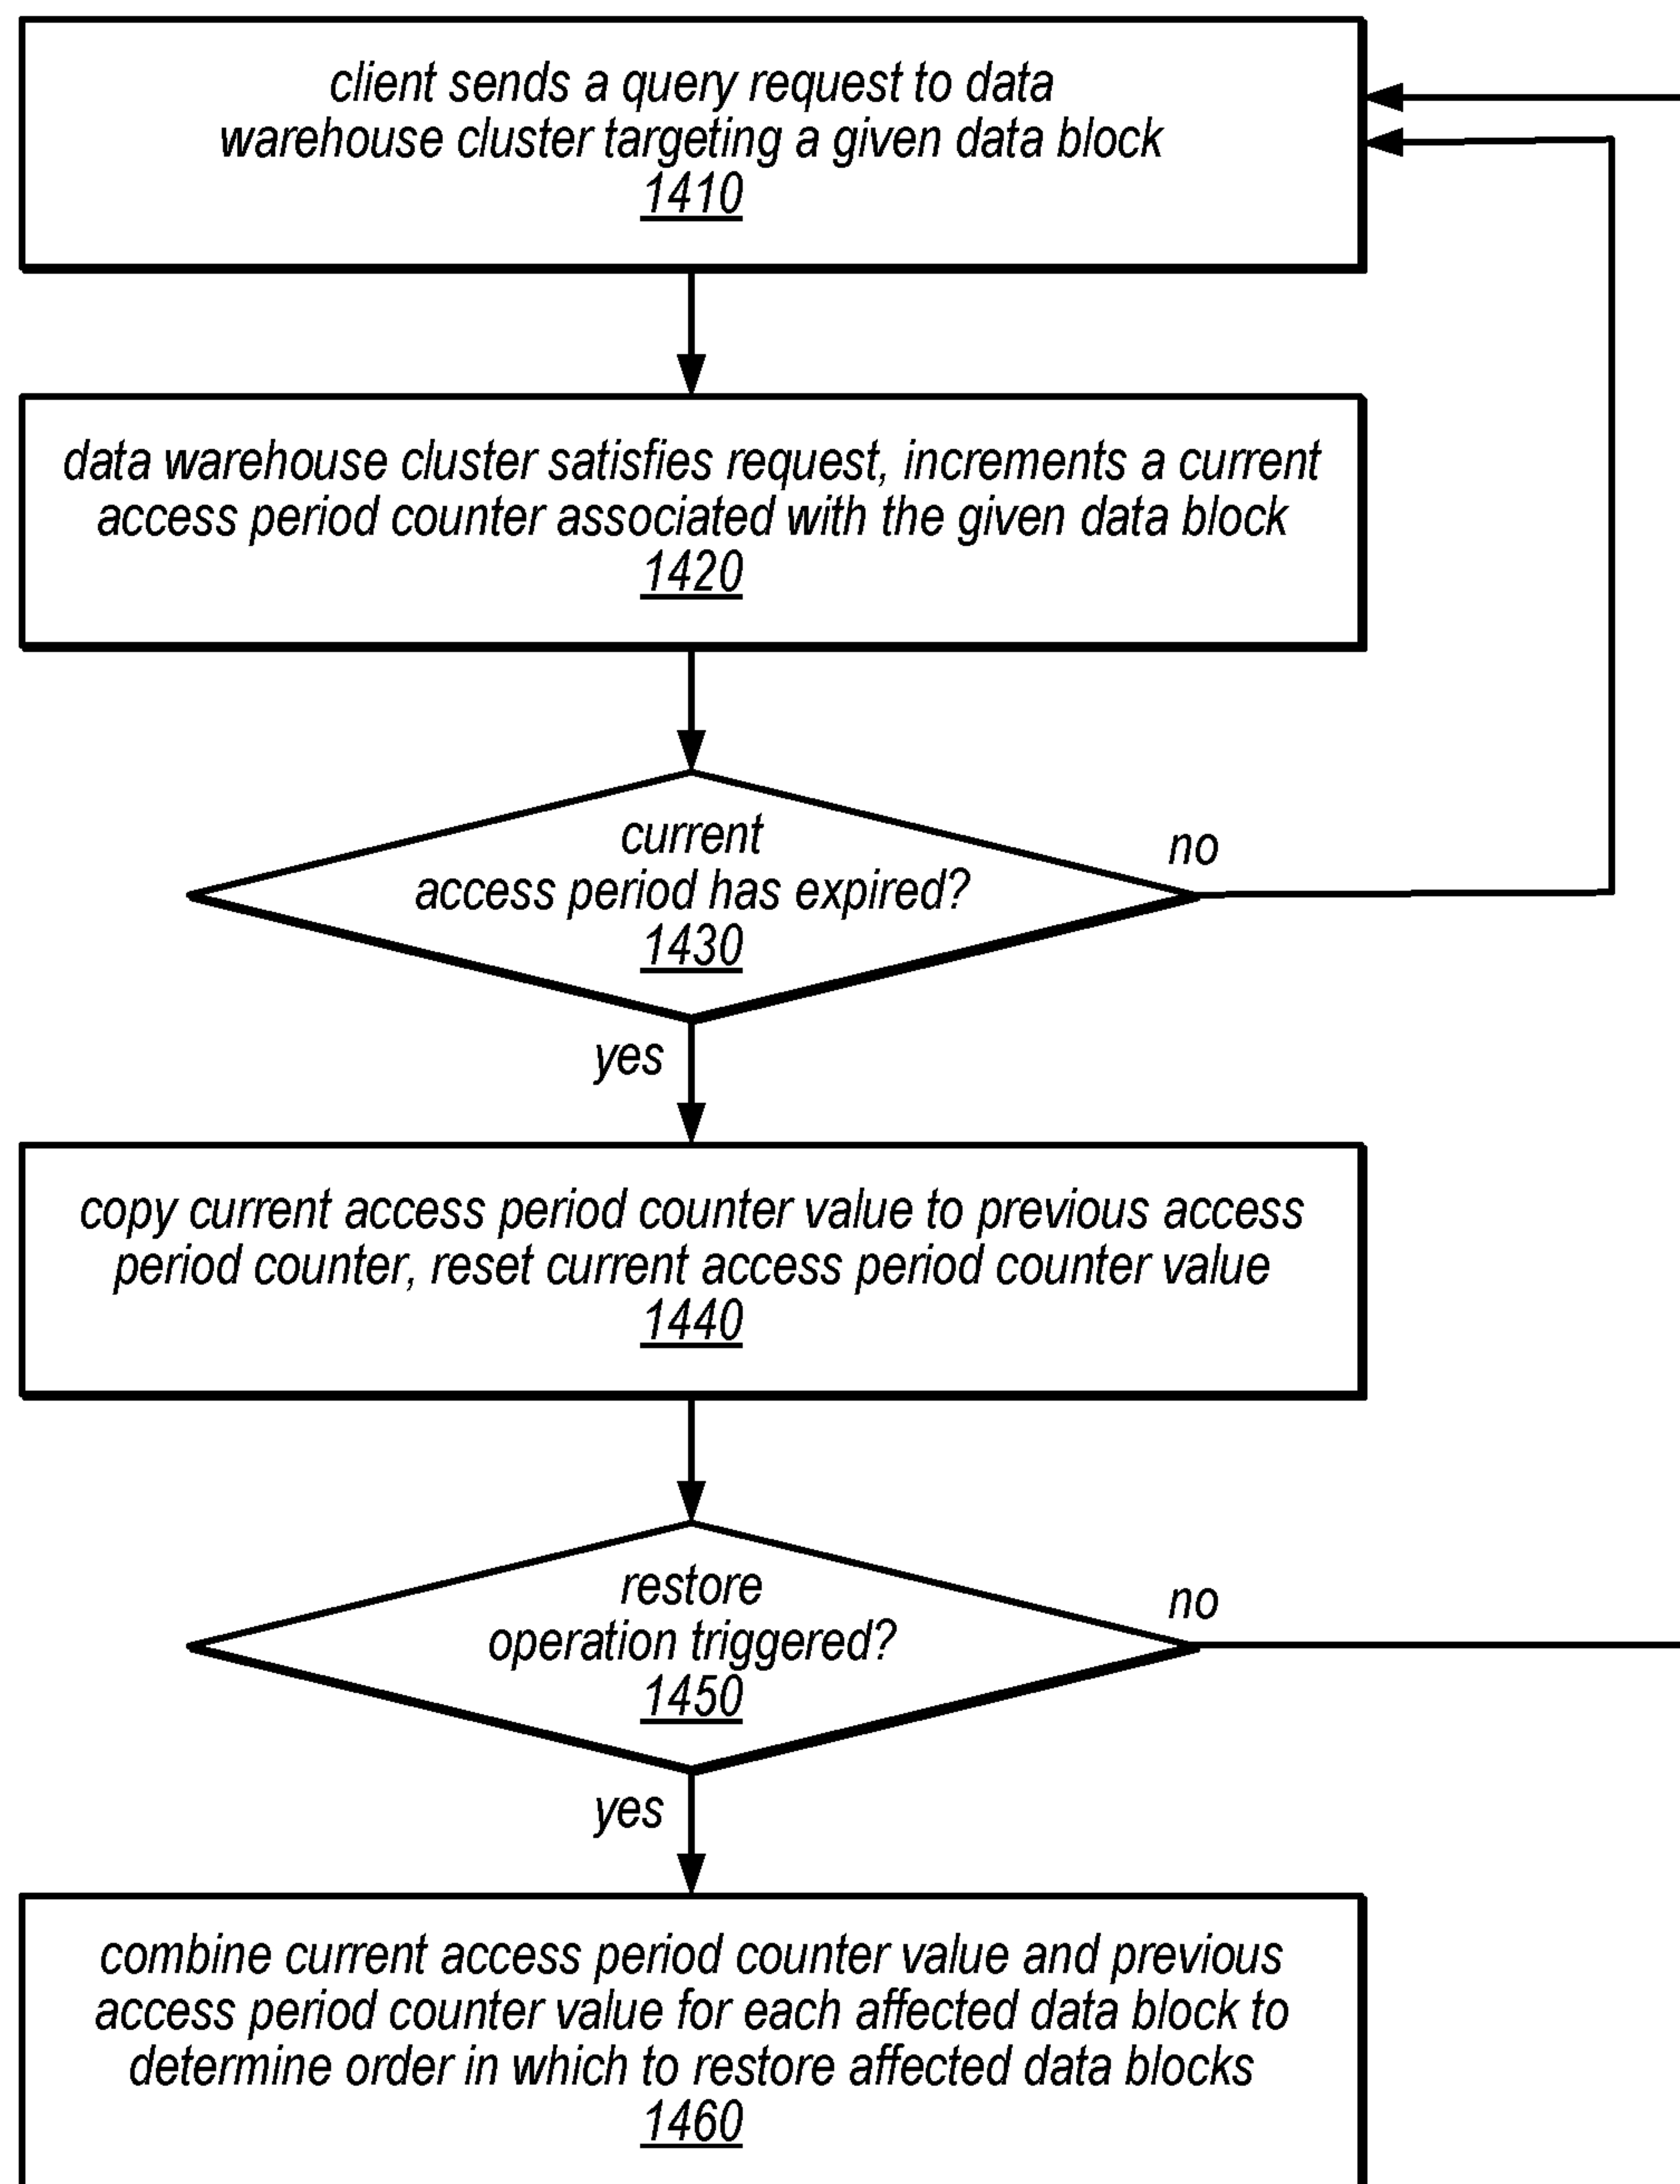 client sends a query request to data
warehouse cluster targeting a given data block
1410
data warehouse cluster satisfies request, increments a current
access period counter associated with the given data block
1420
current
access period has expired?
1430
no
yes
copy current access period counter value to previous access
period counter, reset current access period counter value
1440
restore
operation triggered?
1450
no
yes
combine current access period counter value and previous
access period counter value for each affected data block to
determine order in which to restore affected data blocks
1460